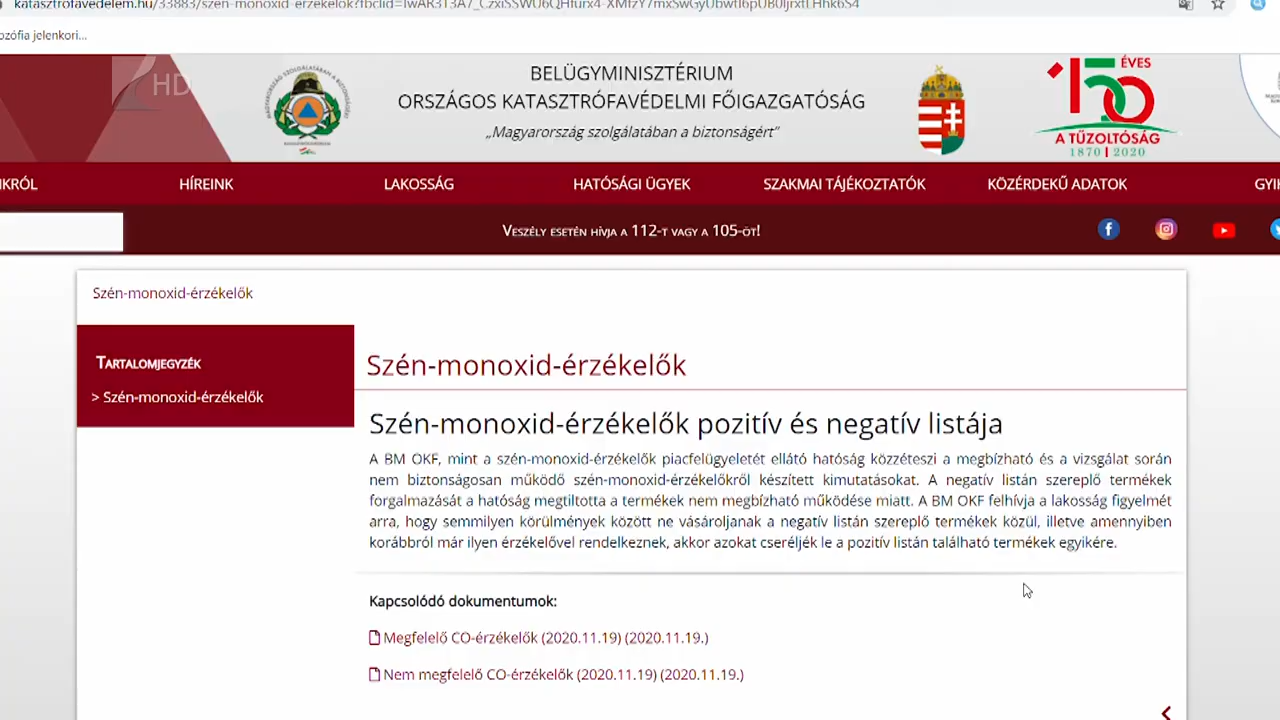 katasztrofavedelem.hu/33883/szen-monoxid-erzekelok?fbclid=
ozófia jelenkori...
HD
BELÜGYMINISZTÉRIUM
ORSZÁGOS KATASZTRÓFAVÉDELMI FŐIGAZGATÓSÁG
„Magyarország szolgálatában a biztonságért”
150 ÉVES
A TŰZOLTÓSÁG
1870 | 2020
NKRÓL HÍREINK LAKOSSÁG HATÓSÁGI ÜGYEK SZAKMAI TÁJÉKOZTATÓK KÖZÉRDEKŰ ADATOK GYI
Veszély esetén hívja a 112-t vagy a 105-öt!
Szén-monoxid-érzékelők
Tartalomjegyzék
> Szén-monoxid-érzékelők
Szén-monoxid-érzékelők
Szén-monoxid-érzékelők pozitív és negatív listája
A BM OKF, mint a szén-monoxid-érzékelők piacfelügyeletét ellátó hatóság közzéteszi a megbízható és a vizsgálat során
nem biztonságosan működő szén-monoxid-érzékelőkről készített kimutatásokat. A negatív listán szereplő termékek
forgalmazását a hatóság megtiltotta a termékek nem megbízható működése miatt. A BM OKF felhívja a lakosság figyelmét
arra, hogy semmilyen körülmények között ne vásároljanak a negatív listán szereplő termékek közül, illetve amennyiben
korábbról már ilyen érzékelővel rendelkeznek, akkor azokat cseréljék le a pozitív listán található termékek egyikére.
Kapcsolódó dokumentumok:
Megfelelő CO-érzékelők (2020.11.19) (2020.11.19.)
Nem megfelelő CO-érzékelők (2020.11.19) (2020.11.19.)